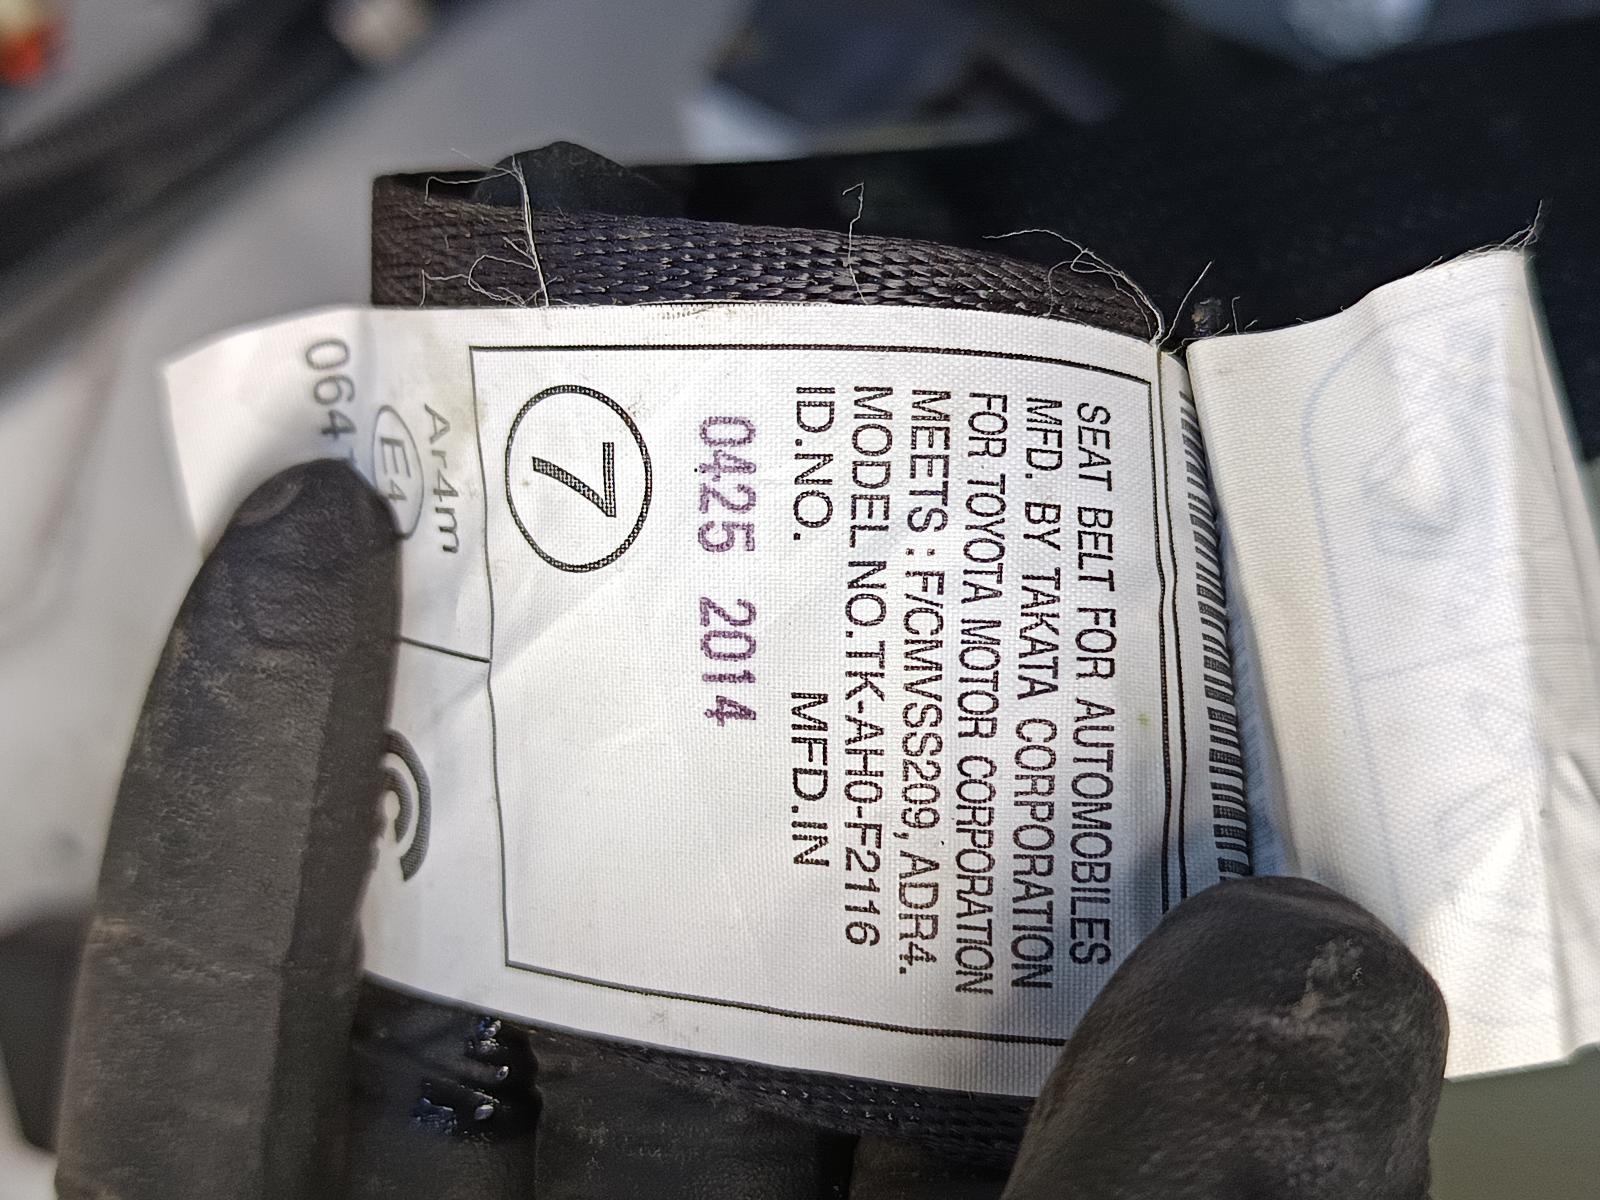 SEAT BELT FOR AUTOMOBILES
MFD. BY TAKATA CORPORATION
FOR TOYOTA MOTOR CORPORATION
MEETS : F/CMVSS209, ADR4.
MODEL NO.TK-AH0-F2116
ID.NO. MFD.IN
0425 2014
7
Ar4m
E4
064
C